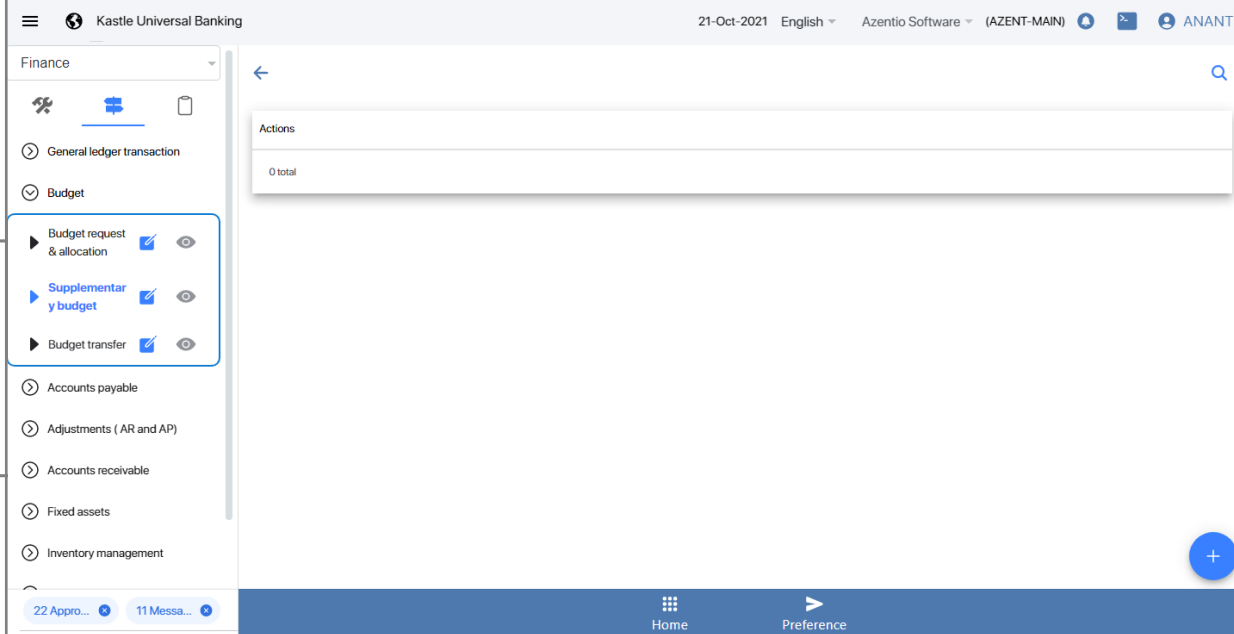 Kastle Universal Banking
21-Oct-2021 English Azentio Software (AZENT-MAIN) ANANT
Finance
Actions
0 total
General ledger transaction
Budget
Budget request
& allocation
Supplementar
y budget
Budget transfer
Accounts payable
Adjustments ( AR and AP)
Accounts receivable
Fixed assets
Inventory management
22 Appro...
11 Messa...
Home
Preference